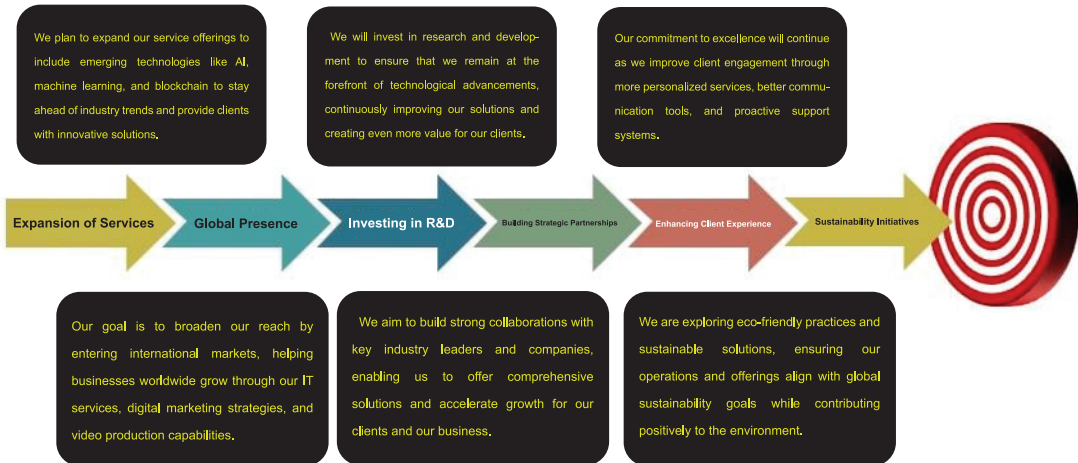 We plan to expand our service offerings to
include emerging technologies like AI,
machine learning, and blockchain to stay
ahead of industry trends and provide clients
with innovative solutions.
We will invest in research and develop-
ment to ensure that we remain at the
forefront of technological advancements,
continuously improving our solutions and
creating even more value for our clients.
Our commitment to excellence will continue
as we improve client engagement through
more personalized services, better commu-
nication tools, and proactive support
systems.
Expansion of Services
Global Presence
Investing in R&D
Building Strategic Partnerships
Enhancing Client Experience
Sustainability Initiatives
Our goal is to broaden our reach by
entering international markets, helping
businesses worldwide grow through our IT
services, digital marketing strategies, and
video production capabilities.
We aim to build strong collaborations with
key industry leaders and companies,
enabling us to offer comprehensive
solutions and accelerate growth for our
clients and our business.
We are exploring eco-friendly practices and
sustainable solutions, ensuring our
operations and offerings align with global
sustainability goals while contributing
positively to the environment.